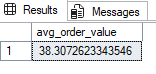 Results Messages
avg_order_value
1 38.3072623343546